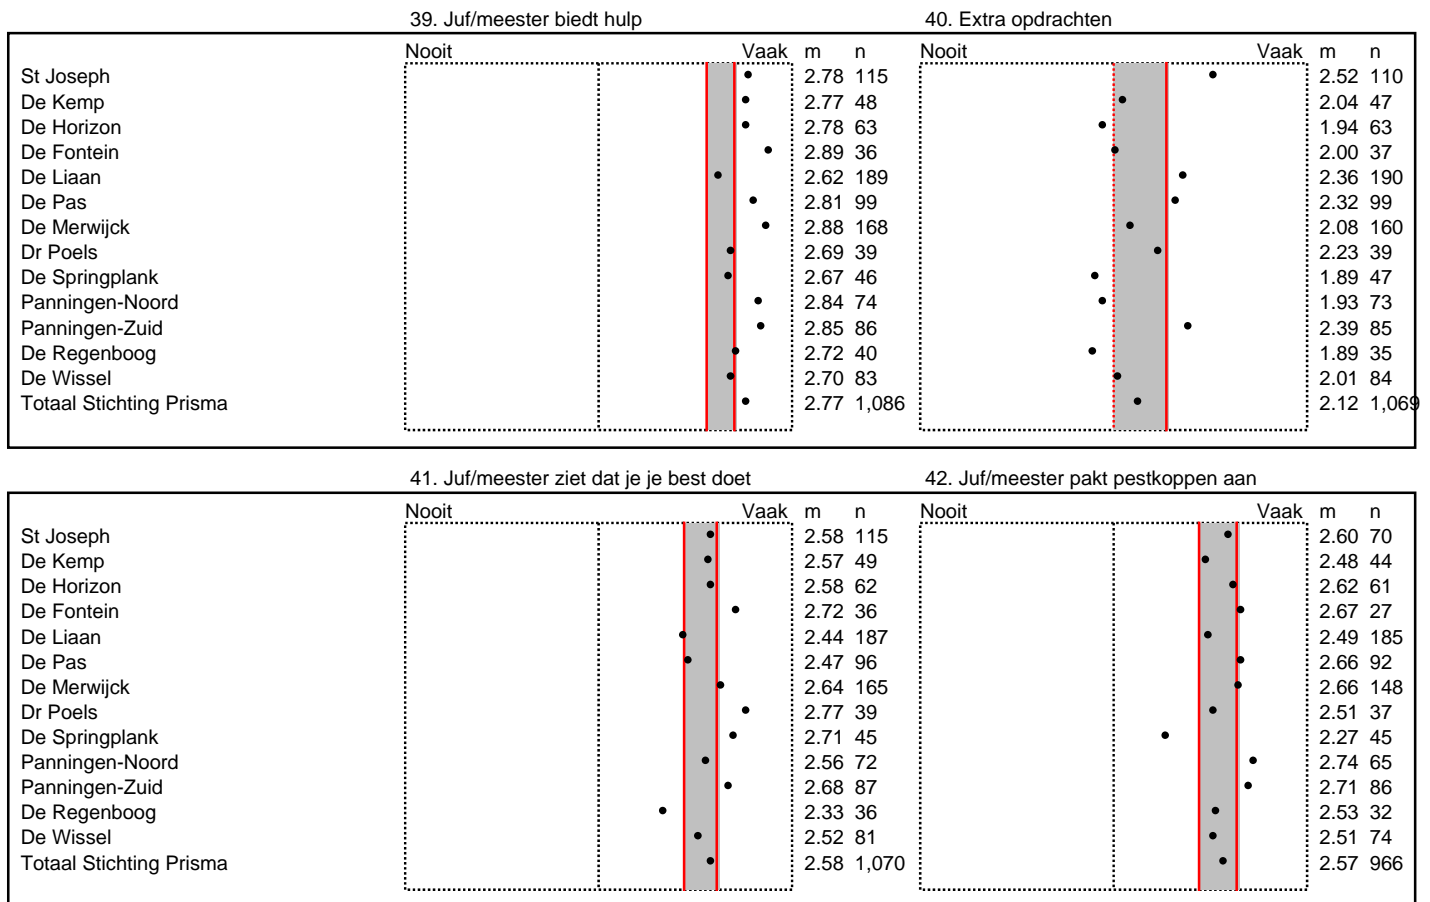 39. Juf/meester biedt hulp 40. Extra opdrachten
Nooit Vaak m n Nooit Vaak m n
St Joseph 2.78 115 2.52 110
De Kemp 2.77 48 2.04 47
De Horizon 2.78 63 1.94 63
De Fontein 2.89 36 2.00 37
De Liaan 2.62 189 2.36 190
De Pas 2.81 99 2.32 99
De Merwijck 2.88 168 2.08 160
Dr Poels 2.69 39 2.23 39
De Springplank 2.67 46 1.89 47
Panningen-Noord 2.84 74 1.93 73
Panningen-Zuid 2.85 86 2.39 85
De Regenboog 2.72 40 1.89 35
De Wissel 2.70 83 2.01 84
Totaal Stichting Prisma 2.77 1,086 2.12 1,069
41. Juf/meester ziet dat je je best doet 42. Juf/meester pakt pestkoppen aan
Nooit Vaak m n Nooit Vaak m n
St Joseph 2.58 115 2.60 70
De Kemp 2.57 49 2.48 44
De Horizon 2.58 62 2.62 61
De Fontein 2.72 36 2.67 27
De Liaan 2.44 187 2.49 185
De Pas 2.47 96 2.66 92
De Merwijck 2.64 165 2.66 148
Dr Poels 2.77 39 2.51 37
De Springplank 2.71 45 2.27 45
Panningen-Noord 2.56 72 2.74 65
Panningen-Zuid 2.68 87 2.71 86
De Regenboog 2.33 36 2.53 32
De Wissel 2.52 81 2.51 74
Totaal Stichting Prisma 2.58 1,070 2.57 966